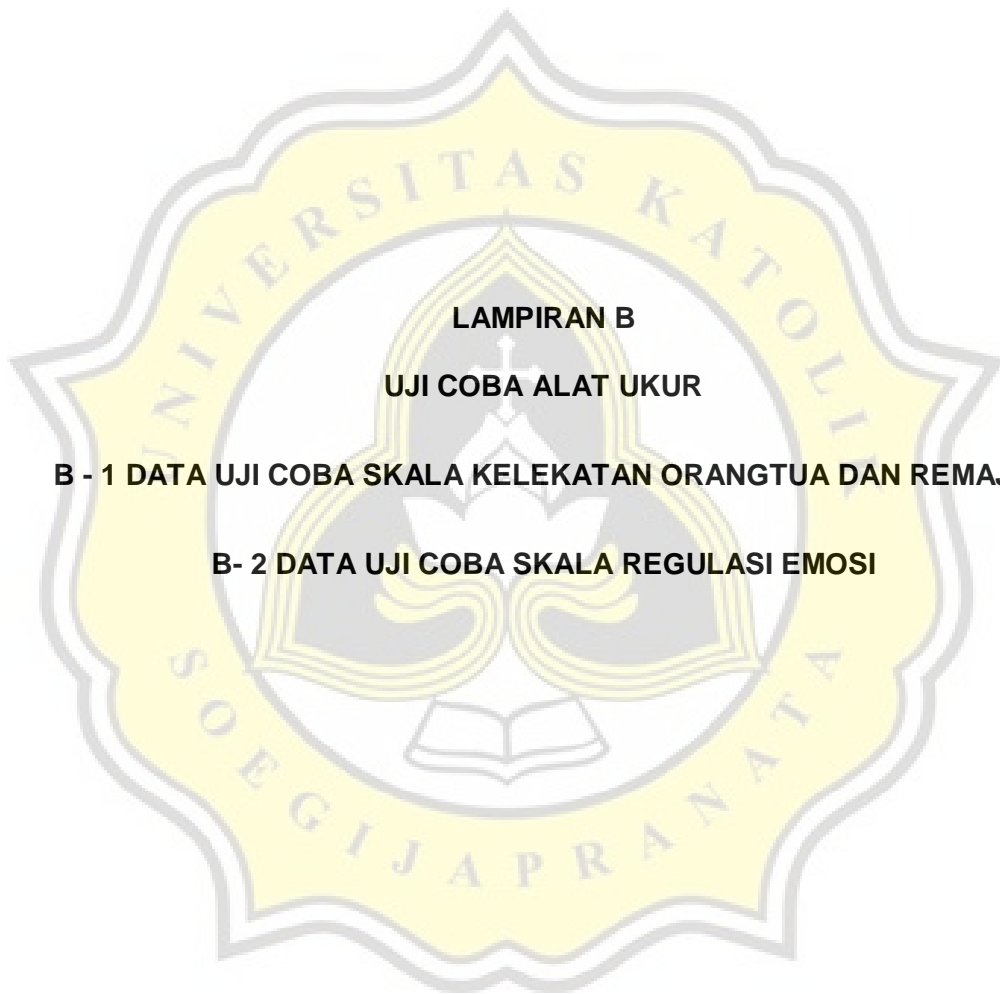 UNIVERSITAS KATOLIK
LAMPIRAN B
UJI COBA ALAT UKUR
B - 1 DATA UJI COBA SKALA KELEKATAN ORANGTUA DAN REMAJ
B- 2 DATA UJI COBA SKALA REGULASI EMOSI
SOEGIJAPRANATA